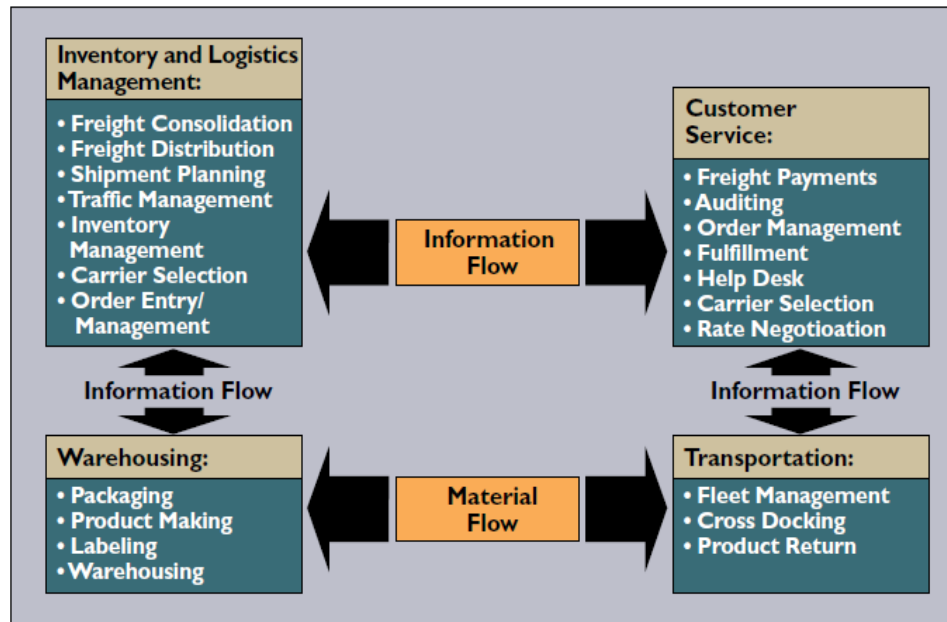 Inventory and Logistics
Management:
• Freight Consolidation
• Freight Distribution
• Shipment Planning
• Traffic Management
• Inventory
Management
• Carrier Selection
• Order Entry/
Management
Information
Flow
Customer
Service:
• Freight Payments
• Auditing
• Order Management
• Fulfillment
• Help Desk
• Carrier Selection
• Rate Negotioation
Information Flow
Information Flow
Warehousing:
• Packaging
• Product Making
• Labeling
• Warehousing
Material
Flow
Transportation:
• Fleet Management
• Cross Docking
• Product Return